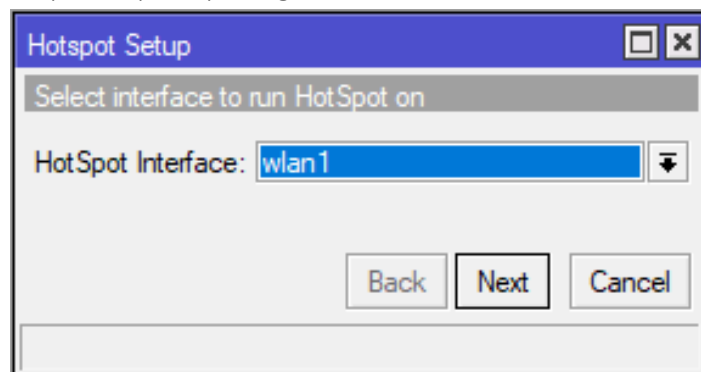 Hotspot Setup
Select interface to run HotSpot on
HotSpot Interface: wlan1
Back Next Cancel